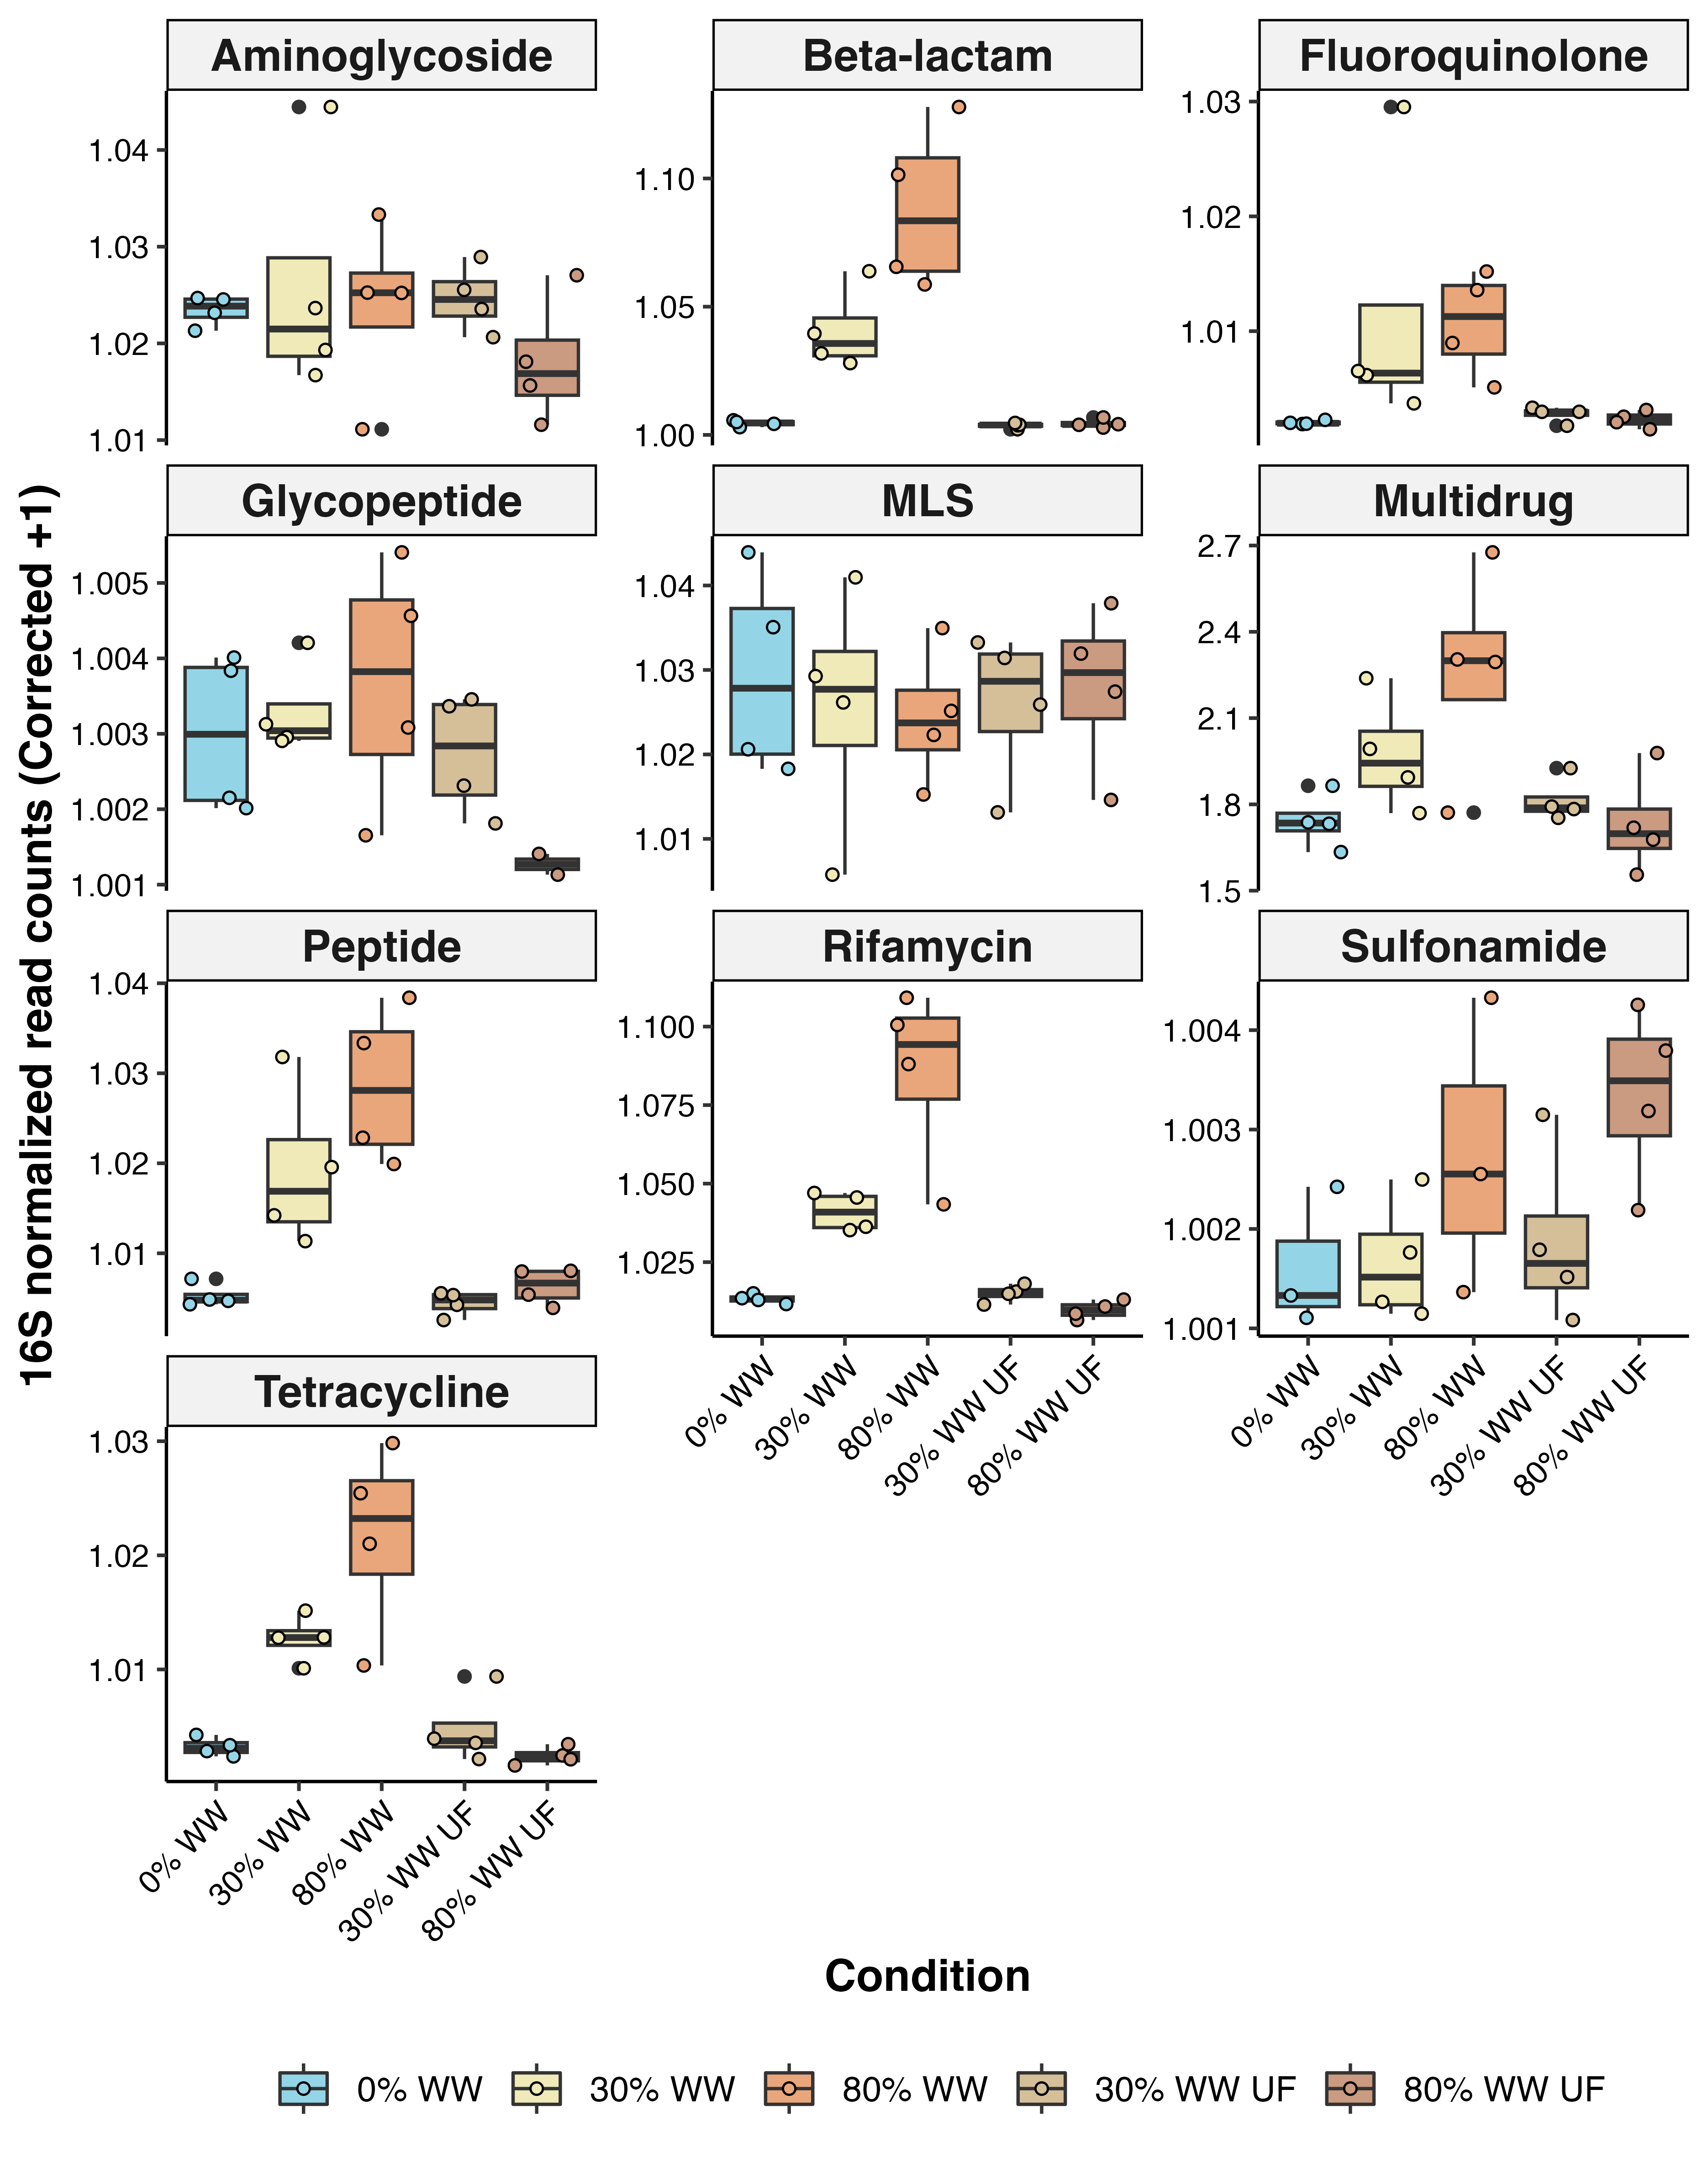 16S normalized read counts (Corrected +1)
Aminoglycoside
1.04
1.03
1.02
1.01
Beta-lactam
1.10
1.05
1.00
Fluoroquinolone
1.03
1.02
1.01
Glycopeptide
1.005
1.004
1.003
1.002
1.001
MLS
1.04
1.03
1.02
1.01
Multidrug
2.7
2.4
2.1
1.8
1.5
Peptide
1.04
1.03
1.02
1.01
Rifamycin
1.100
1.075
1.050
1.025
0% WW
30% WW
80% WW
30% WW UF
80% WW UF
Sulfonamide
1.004
1.003
1.002
1.001
0% WW
30% WW
80% WW
30% WW UF
80% WW UF
Tetracycline
1.03
1.02
1.01
0% WW
30% WW
80% WW
30% WW UF
80% WW UF
Condition
0% WW 30% WW 80% WW 30% WW UF 80% WW UF